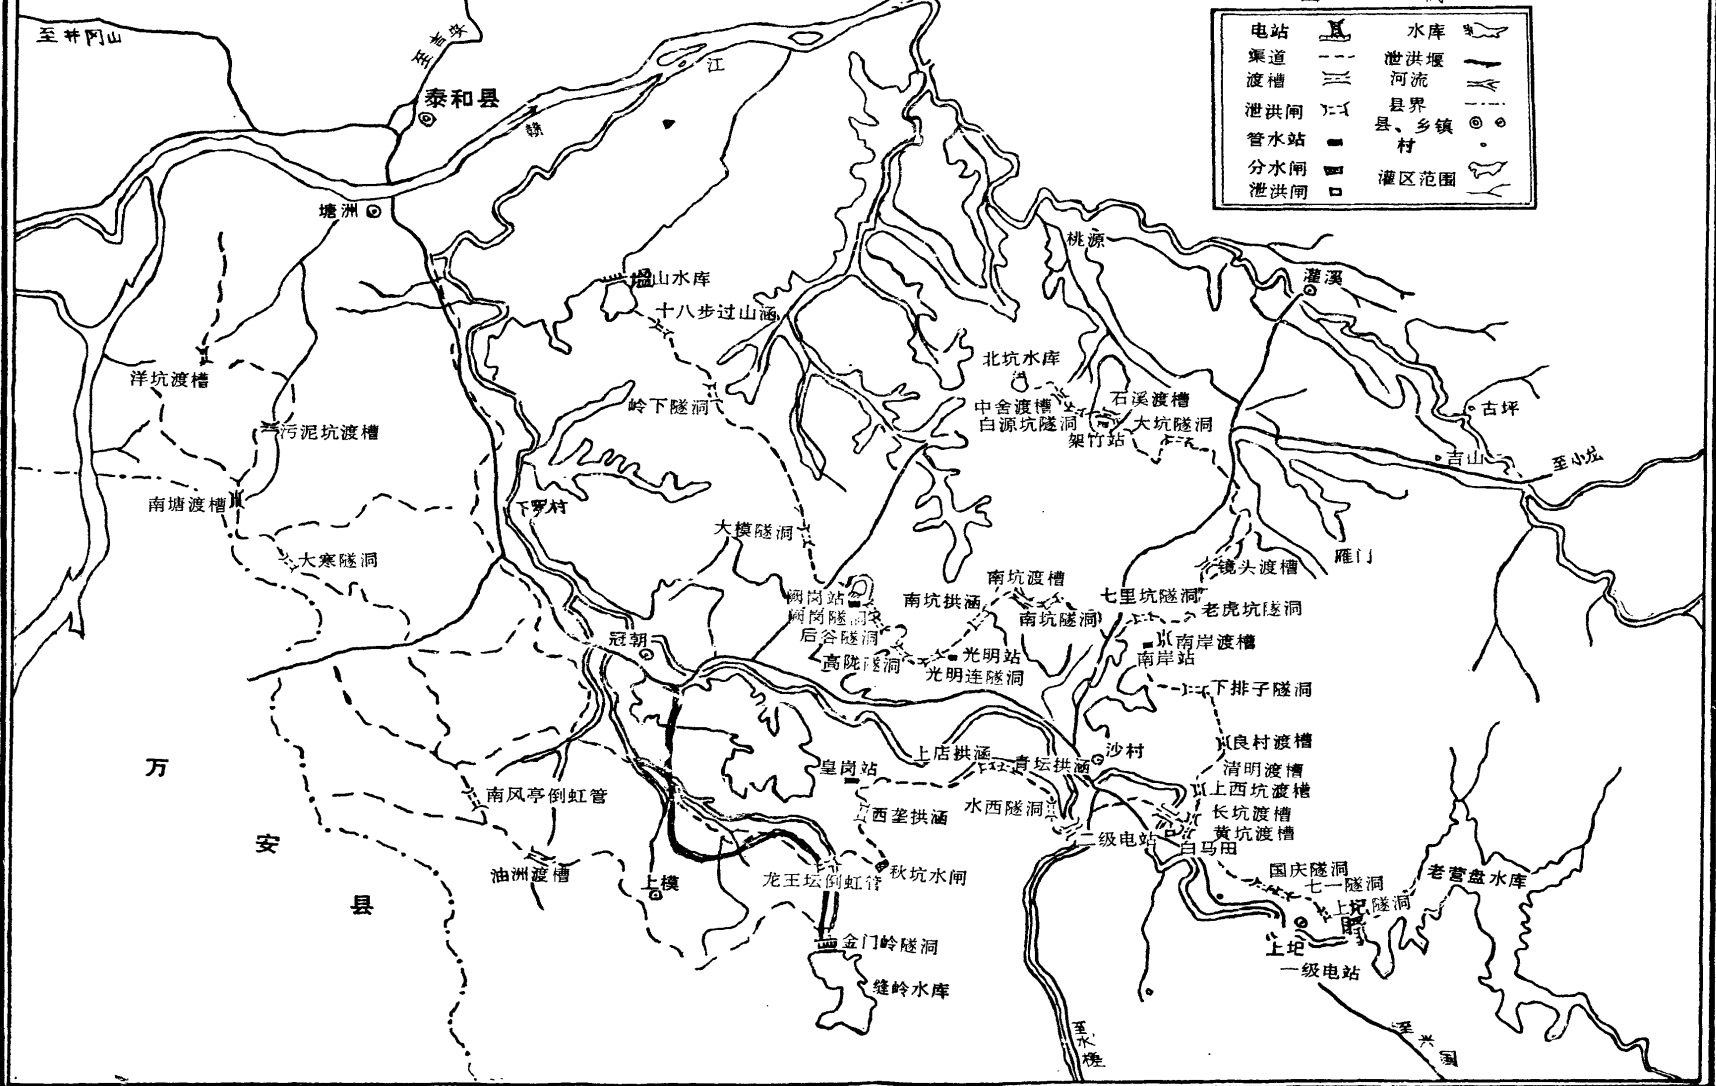 至井冈山
至吉安
泰和县
江
赣
塘洲
电站
水库
渠道
泄洪堰
渡槽
河流
泄洪闸
县界
县、乡镇
管水站
村
分水闸
灌区范围
泄洪闸
桃源
灌溪
山水库
十八步过山涵
洋坑渡槽
岭下隧洞
北坑水库
中舍渡槽
石溪渡槽
白源坑隧洞
大坑隧洞
架竹站
古坪
污泥坑渡槽
吉山
至小龙
南塘渡槽
下罗村
大模隧洞
大寒隧洞
雁门
镜头渡槽
南坑渡槽
七里坑隧洞
阙岗站
南坑拱涵
老虎坑隧洞
阙岗隧洞
南坑隧洞
后谷隧洞
冠朝
南岸渡槽
光明站
南岸站
高陇隧洞
光明连隧洞
下排子隧洞
良村渡槽
上店拱涵
沙村
青坛拱涵
皇岗站
清明渡槽
万
上西坑渡槽
南风亭倒虹管
水西隧洞
西垄拱涵
长坑渡槽
黄坑渡槽
安
二级电站
白马田
国庆隧洞
油洲渡槽
龙王坛倒虹管
秋坑水闸
七一隧洞
老营盘水库
上模
县
上圯隧洞
金门岭隧洞
上圯
一级电站
缝岭水库
至水槎
至兴国